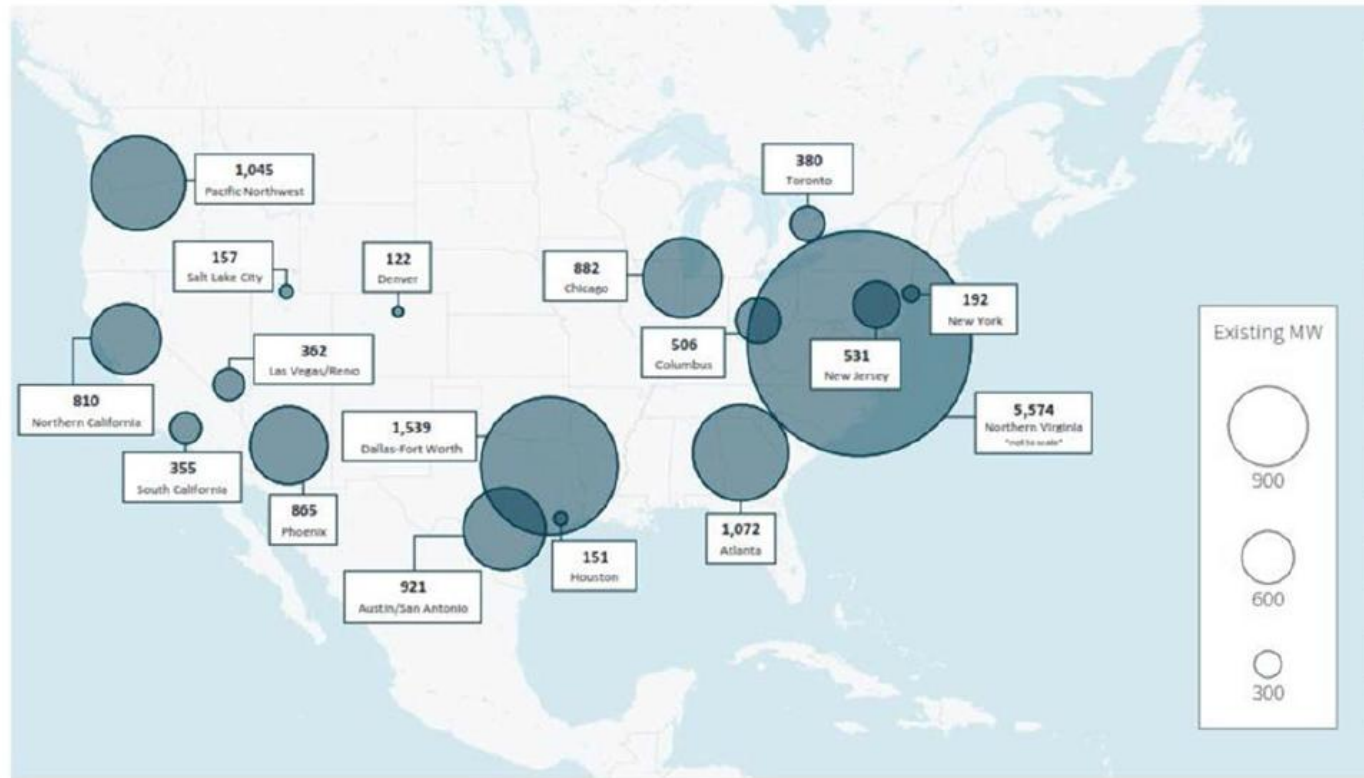 1,045
Pacific Northwest
380
Toronto
157
Salt Lake City
122
Denver
882
Chicago
192
New York
506
Columbus
531
New Jersey
362
Las Vegas/Reno
810
Northern California
1,539
Dallas-Fort Worth
5,574
Northern Virginia
"not to scale"
355
South California
865
Phoenix
1,072
Atlanta
151
Houston
921
Austin/San Antonio
Existing MW
900
600
300